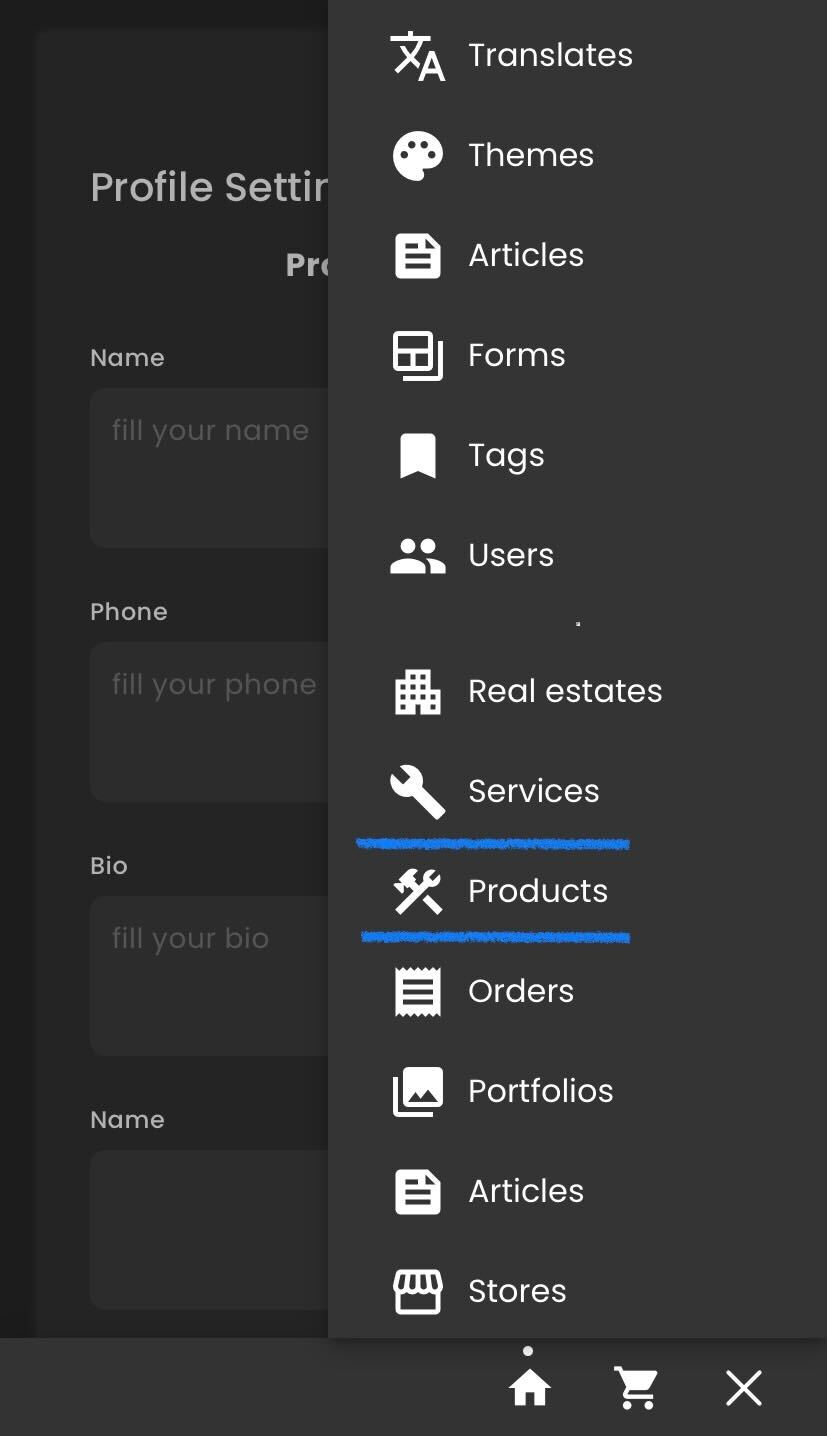 Translates
Themes
Profile Settin
Articles
Pro
Name
Forms
fill your name
Tags
Users
Phone
fill your phone
Real estates
Services
Bio
Products
fill your bio
Orders
Portfolios
Name
Articles
Stores